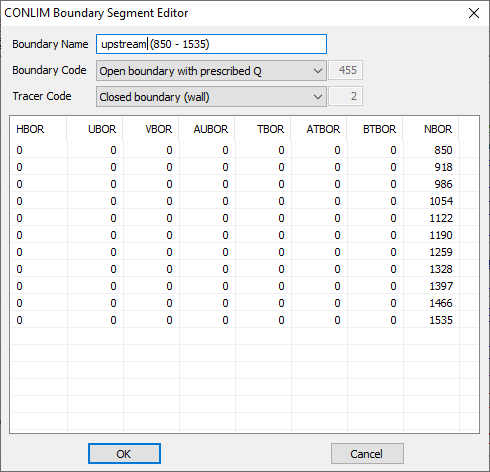 CONLIM Boundary Segment Editor
Boundary Name upstream (850 - 1535)
Boundary Code Open boundary with prescribed Q 455
Tracer Code Closed boundary (wall) 2
HBOR UBOR VBOR AUBOR TBOR ATBOR BTBOR NBOR
0 0 0 0 0 0 0 850
0 0 0 0 0 0 0 918
0 0 0 0 0 0 0 986
0 0 0 0 0 0 0 1054
0 0 0 0 0 0 0 1122
0 0 0 0 0 0 0 1190
0 0 0 0 0 0 0 1259
0 0 0 0 0 0 0 1328
0 0 0 0 0 0 0 1397
0 0 0 0 0 0 0 1466
0 0 0 0 0 0 0 1535
OK Cancel